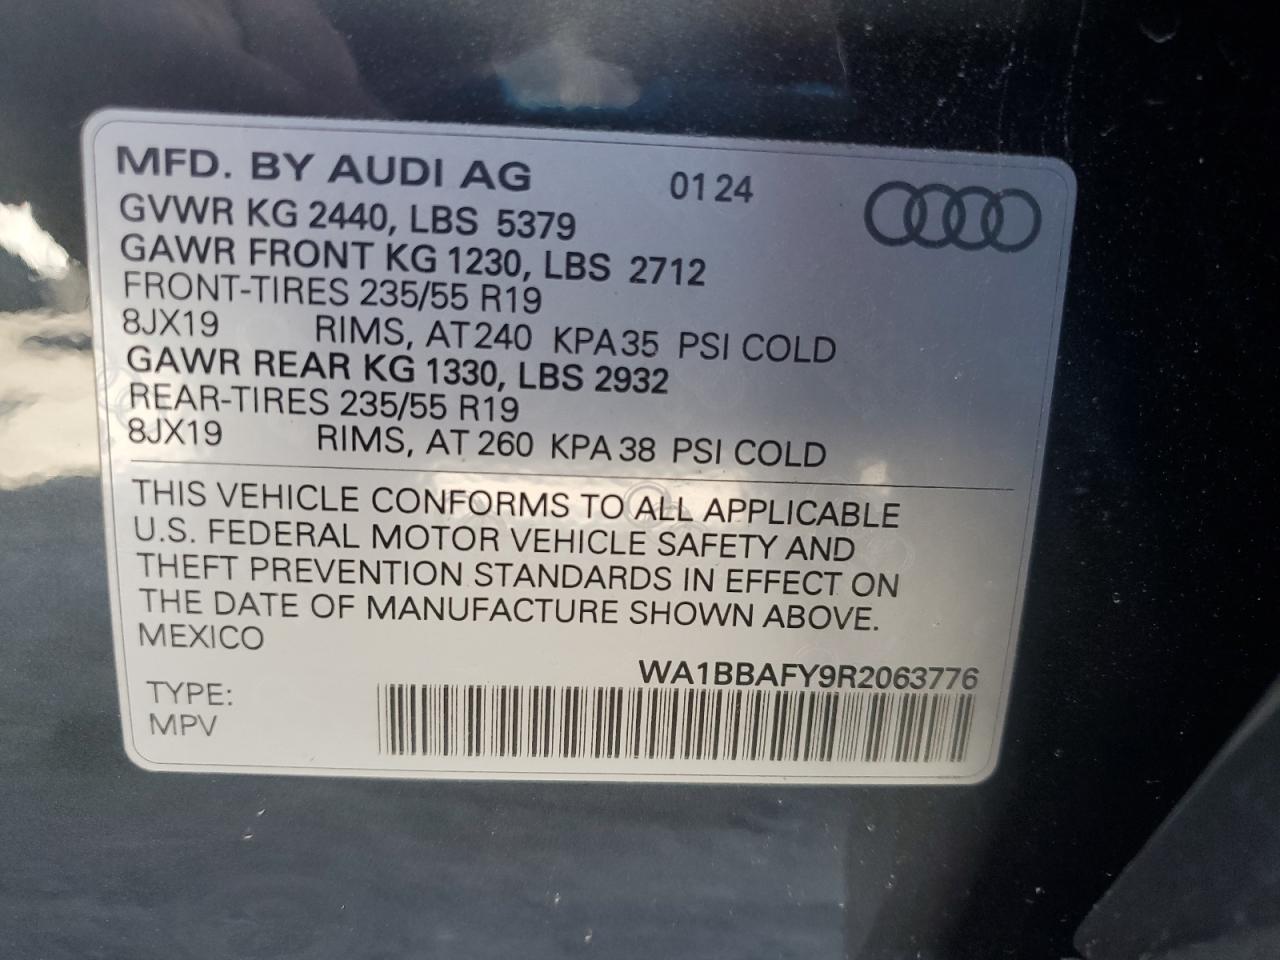 MFD. BY AUDI AG 01 24
GVWR KG 2440, LBS 5379
GAWR FRONT KG 1230, LBS 2712
FRONT-TIRES 235/55 R19
8JX19 RIMS, AT 240 KPA 35 PSI COLD
GAWR REAR KG 1330, LBS 2932
REAR-TIRES 235/55 R19
8JX19 RIMS, AT 260 KPA 38 PSI COLD
THIS VEHICLE CONFORMS TO ALL APPLICABLE
U.S. FEDERAL MOTOR VEHICLE SAFETY AND
THEFT PREVENTION STANDARDS IN EFFECT ON
THE DATE OF MANUFACTURE SHOWN ABOVE.
MEXICO
WA1BBAFY9R2063776
TYPE:
MPV